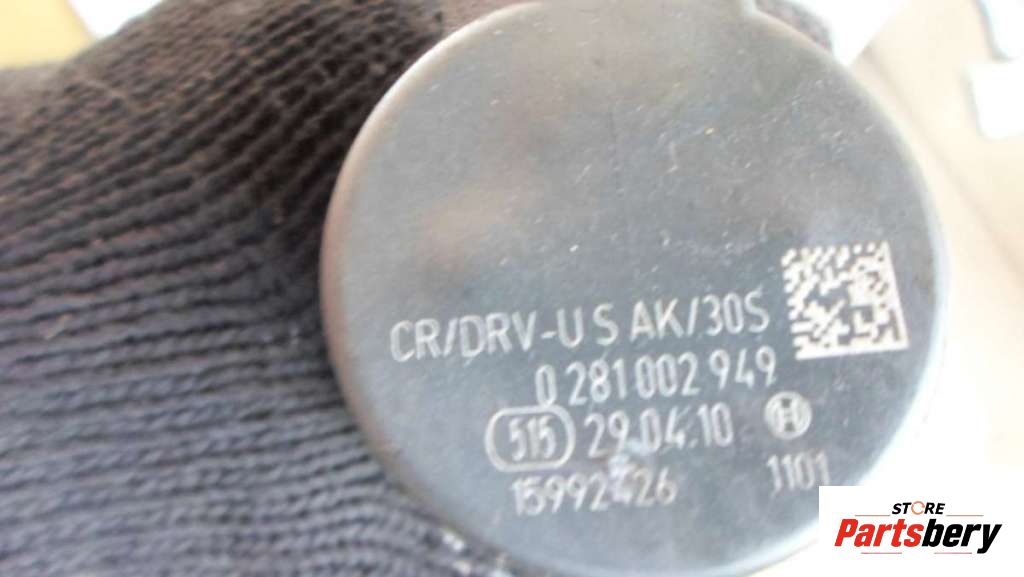 CR/DRV-U S AK/30S
0 281 002 949
515 29.04.10
15992426 1101
STORE
Partsbery